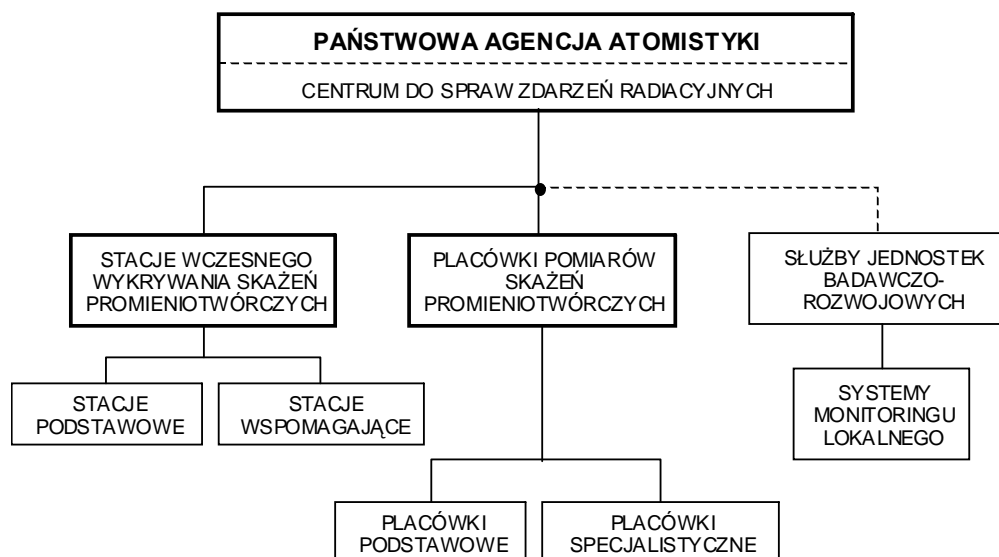 PAŃSTWOWA AGENCJA ATOMISTYKI
CENTRUM DO SPRAW ZDARZEŃ RADIACYJNYCH
STACJE WCZESNEGO
WYKRYWANIA SKAŻEŃ
PROMIENIOTWÓRCZYCH
PLACÓWKI POMIARÓW
SKAŻEŃ
PROMIENIOTWÓRCZYCH
SŁUŻBY JEDNOSTEK
BADAWCZO-
ROZWOJOWYCH
STACJE
PODSTAWOWE
STACJE
WSPOMAGAJĄCE
SYSTEMY
MONITORINGU
LOKALNEGO
PLACÓWKI
PODSTAWOWE
PLACÓWKI
SPECJALISTYCZNE